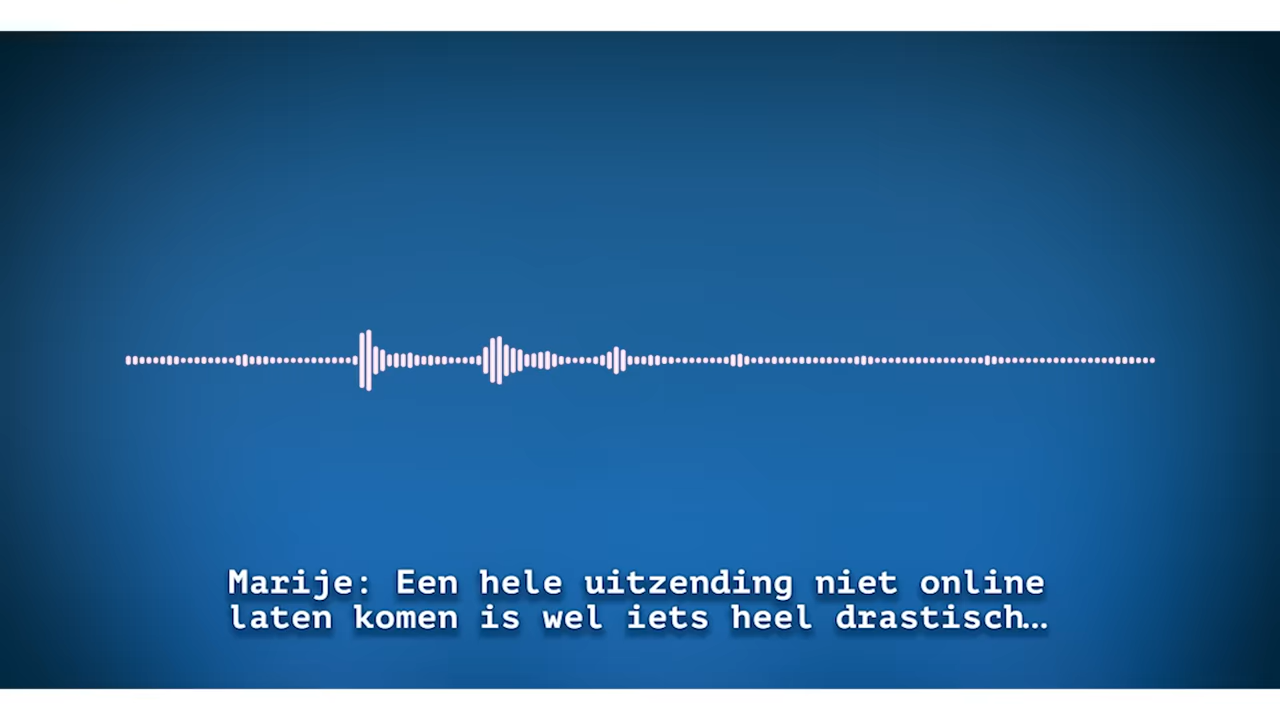 Marije: Een hele uitzending niet online
laten komen is wel iets heel drastisch…